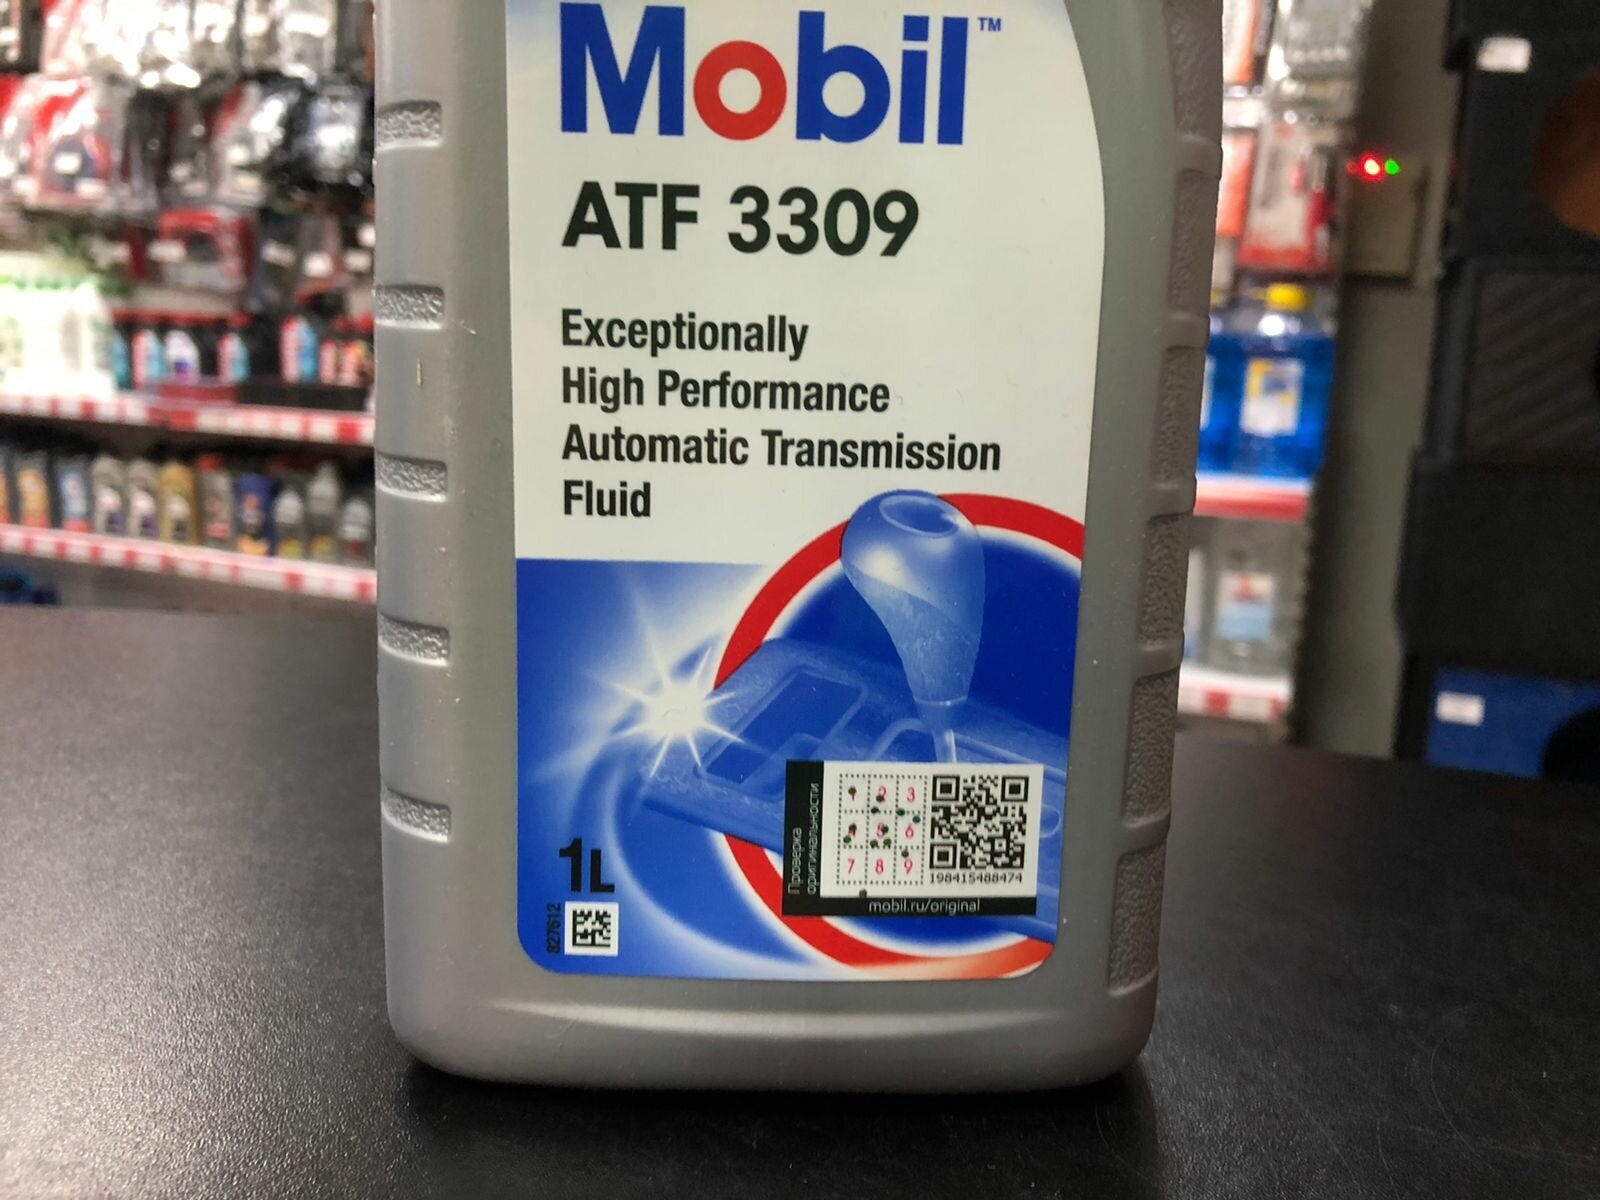 Mobil™
ATF 3309
Exceptionally
High Performance
Automatic Transmission
Fluid
1L
827612
Проверка
оригинальности
1 2 3
4 5 6
7 8 9
198415488474
mobil.ru/original